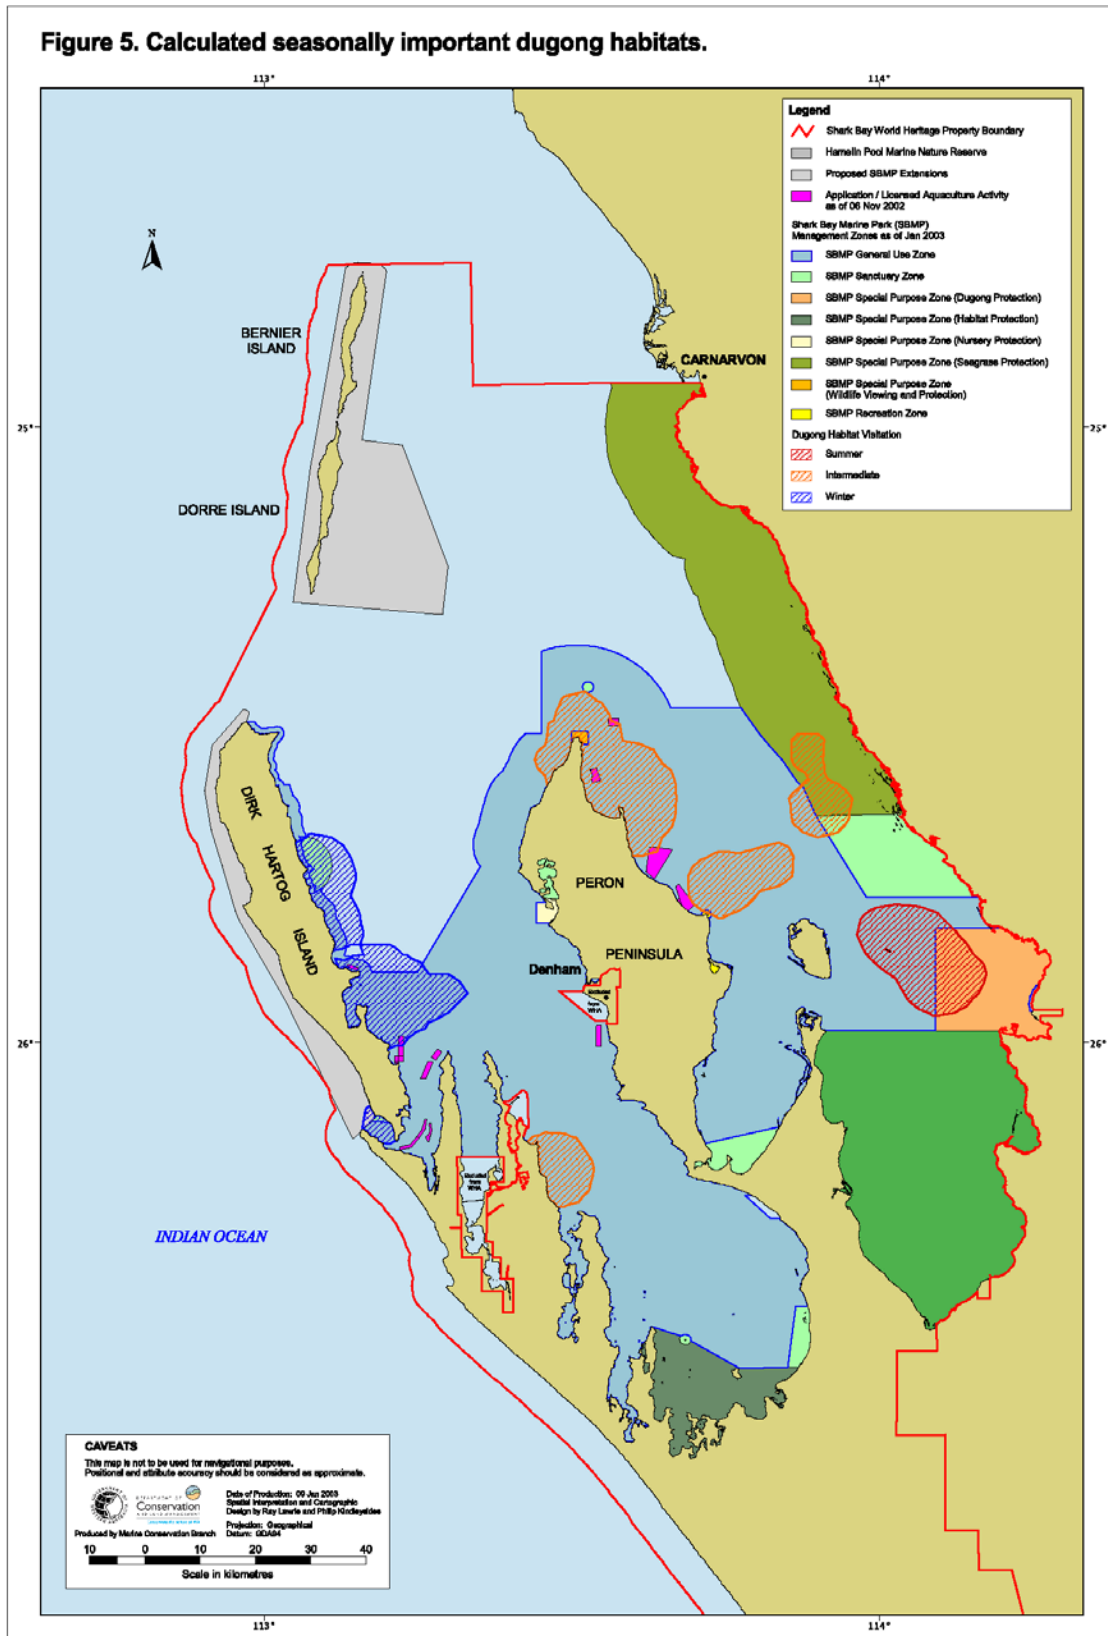 Figure 5. Calculated seasonally important dugong habitats.
113°
114°
Legend
Shark Bay World Heritage Property Boundary
Hamelin Pool Marine Nature Reserve
Proposed SBMP Extensions
Application / Licensed Aquaculture Activity
as of 06 Nov 2002
Shark Bay Marine Park (SBMP)
Management Zones as of Jan 2003
SBMP General Use Zone
SBMP Sanctuary Zone
SBMP Special Purpose Zone (Dugong Protection)
SBMP Special Purpose Zone (Habitat Protection)
SBMP Special Purpose Zone (Nursery Protection)
SBMP Special Purpose Zone (Seagrass Protection)
SBMP Special Purpose Zone
(Wildlife Viewing and Protection)
SBMP Recreation Zone
Dugong Habitat Visitation
Summer
Intermediate
Winter
N
BERNIER
ISLAND
CARNARVON
25°
25°
DORRE ISLAND
DIRK
HARTOG
ISLAND
PERON
PENINSULA
Denham
Excluded
from
WHA
26°
26°
Excluded
from
WHA
INDIAN OCEAN
CAVEATS
This map is not to be used for navigational purposes.
Positional and attribute accuracy should be considered as approximate.
DEPARTMENT OF
Conservation
Date of Production: 09 Jan 2003
Spatial Interpretation and Cartographic
Design by Ray Lawrie and Philip
Projection: Geographical
Produced by Marine Conservation Branch Datum: GDA94
10 0 10 20 30 40
Scale in kilometres
113°
114°